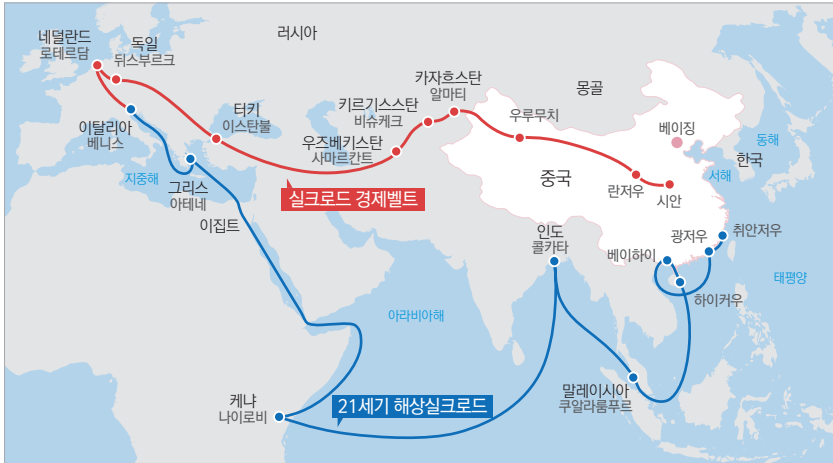 러시아
네덜란드
로테르담
독일
뒤스부르크
카자흐스탄
알마티
몽골
키르기스스탄
비슈케크
터키
이스탄불
우루무치
이탈리아
베니스
우즈베키스탄
사마르칸트
베이징
동해
한국
서해
지중해
그리스
아테네
중국
란저우
시안
실크로드 경제벨트
이집트
인도
콜카타
광저우
취안저우
베이하이
태평양
하이커우
아라비아해
말레이시아
쿠알라룸푸르
케냐
나이로비
21세기 해상실크로드